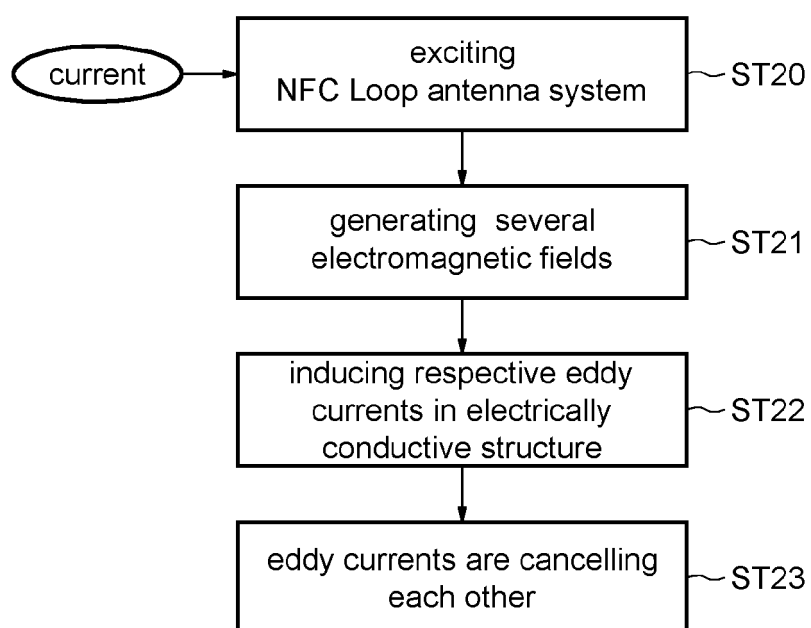 current
exciting
NFC Loop antenna system
ST20
generating several
electromagnetic fields
ST21
inducing respective eddy
currents in electrically
conductive structure
ST22
eddy currents are cancelling
each other
ST23